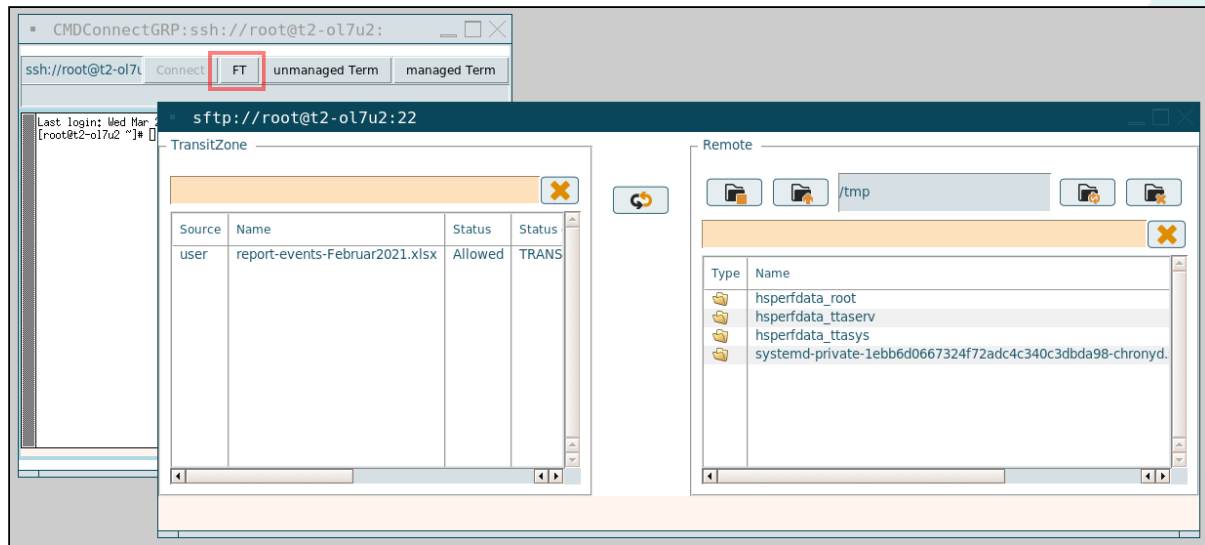 CMDConnectGRP:ssh://root@t2-ol7u2:
ssh://root@t2-ol7u Connect FT unmanaged Term managed Term
Last login: Wed Mar
[root@t2-ol7u2 ~]#
sftp://root@t2-ol7u2:22
TransitZone
Source Name Status Status
user report-events-Februar2021.xlsx Allowed TRANS
Remote
/tmp
Type Name
hsperfdata_root
hsperfdata_ttaserv
hsperfdata_ttasys
systemd-private-1ebb6d0667324f72adc4c340c3dbda98-chronyd.